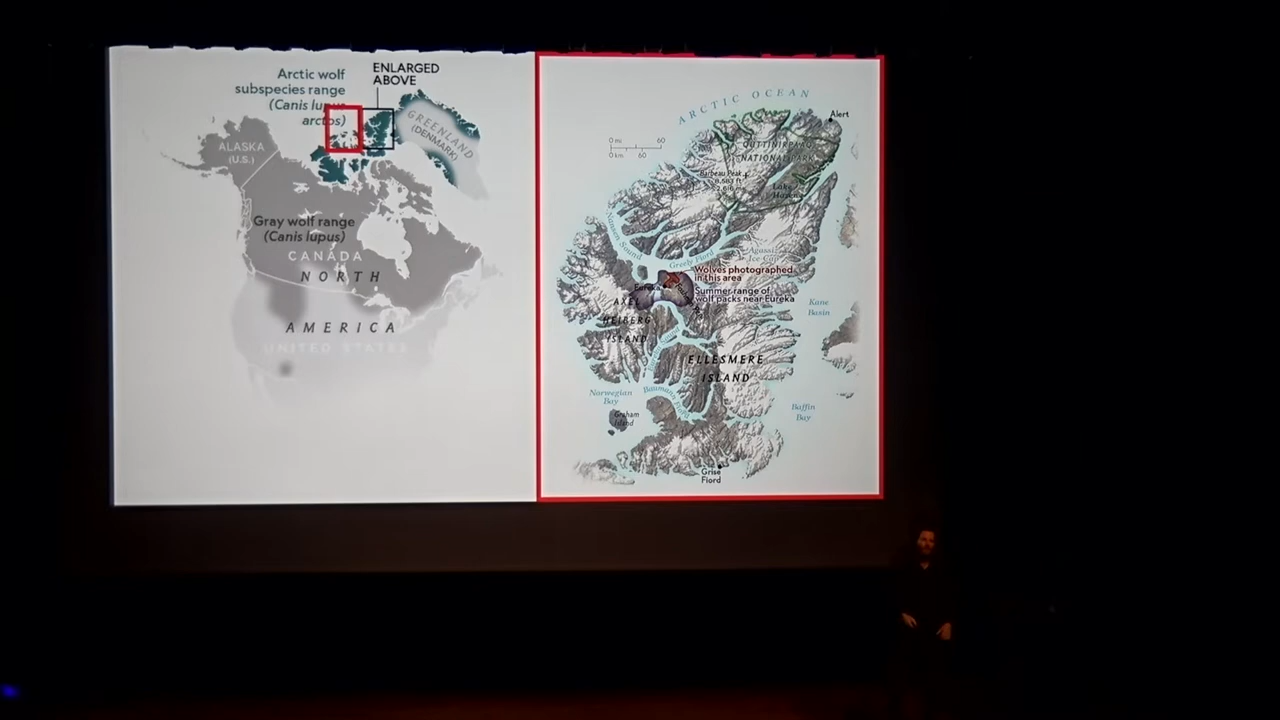 Arctic wolf
subspecies range
(Canis lupus
arctos)
ENLARGED
ABOVE
GREENLAND
(DENMARK)
ALASKA
(U.S.)
Gray wolf range
(Canis lupus)
CANADA
NORTH
AMERICA
UNITED STATES
ARCTIC OCEAN
Alert
0 mi 60
0 km 60
QUTTINIRPAAQ
NATIONAL PARK
Barbeau Peak
Lake
Hazen
Nansen Sound
Greely Fiord
Agassiz
Ice Cap
Wolves photographed
in this area
Eureka
Summer range of
wolf packs near Eureka
AXEL
HEIBERG
ISLAND
Kane
Basin
ELLESMERE
ISLAND
Norwegian
Bay
Baumann Fiord
Graham
Island
Baffin
Bay
Grise
Fiord